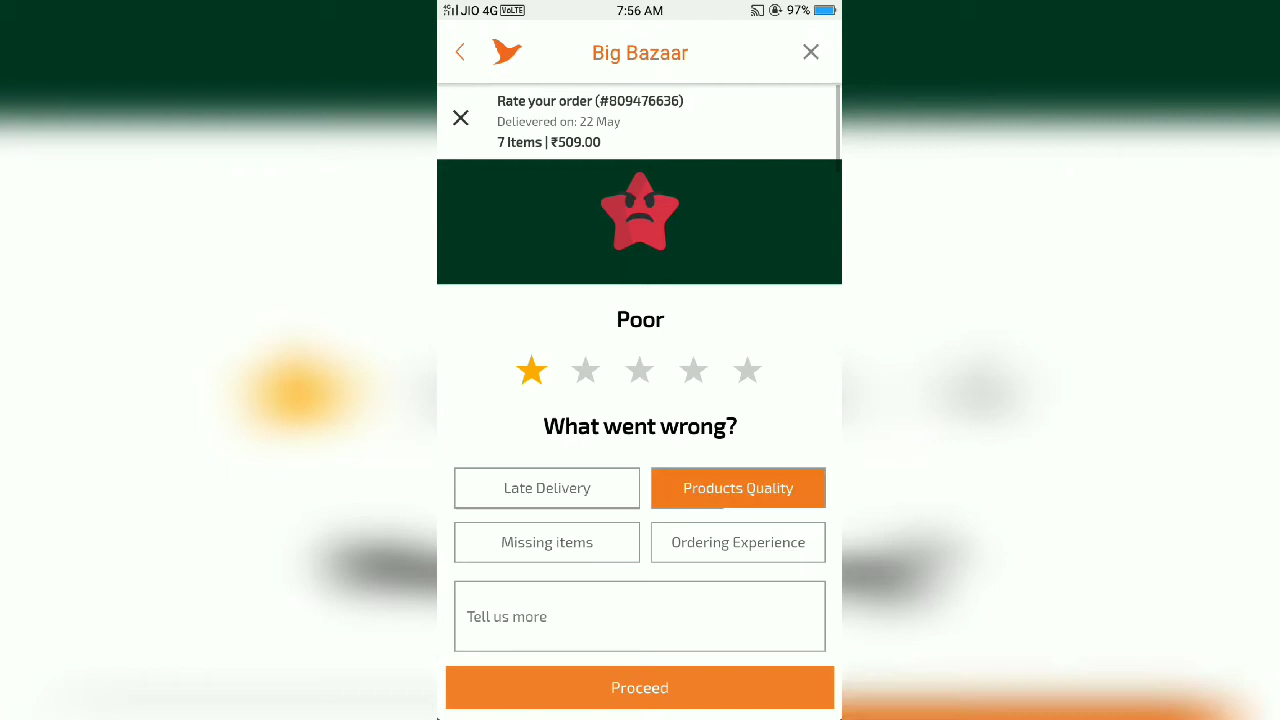 JIO 4G VoLTE 7:56 AM 97%
Big Bazaar
Rate your order (#809476636)
Delievered on: 22 May
7 Items | ₹509.00
Poor
What went wrong?
Late Delivery Products Quality
Missing items Ordering Experience
Tell us more
Proceed